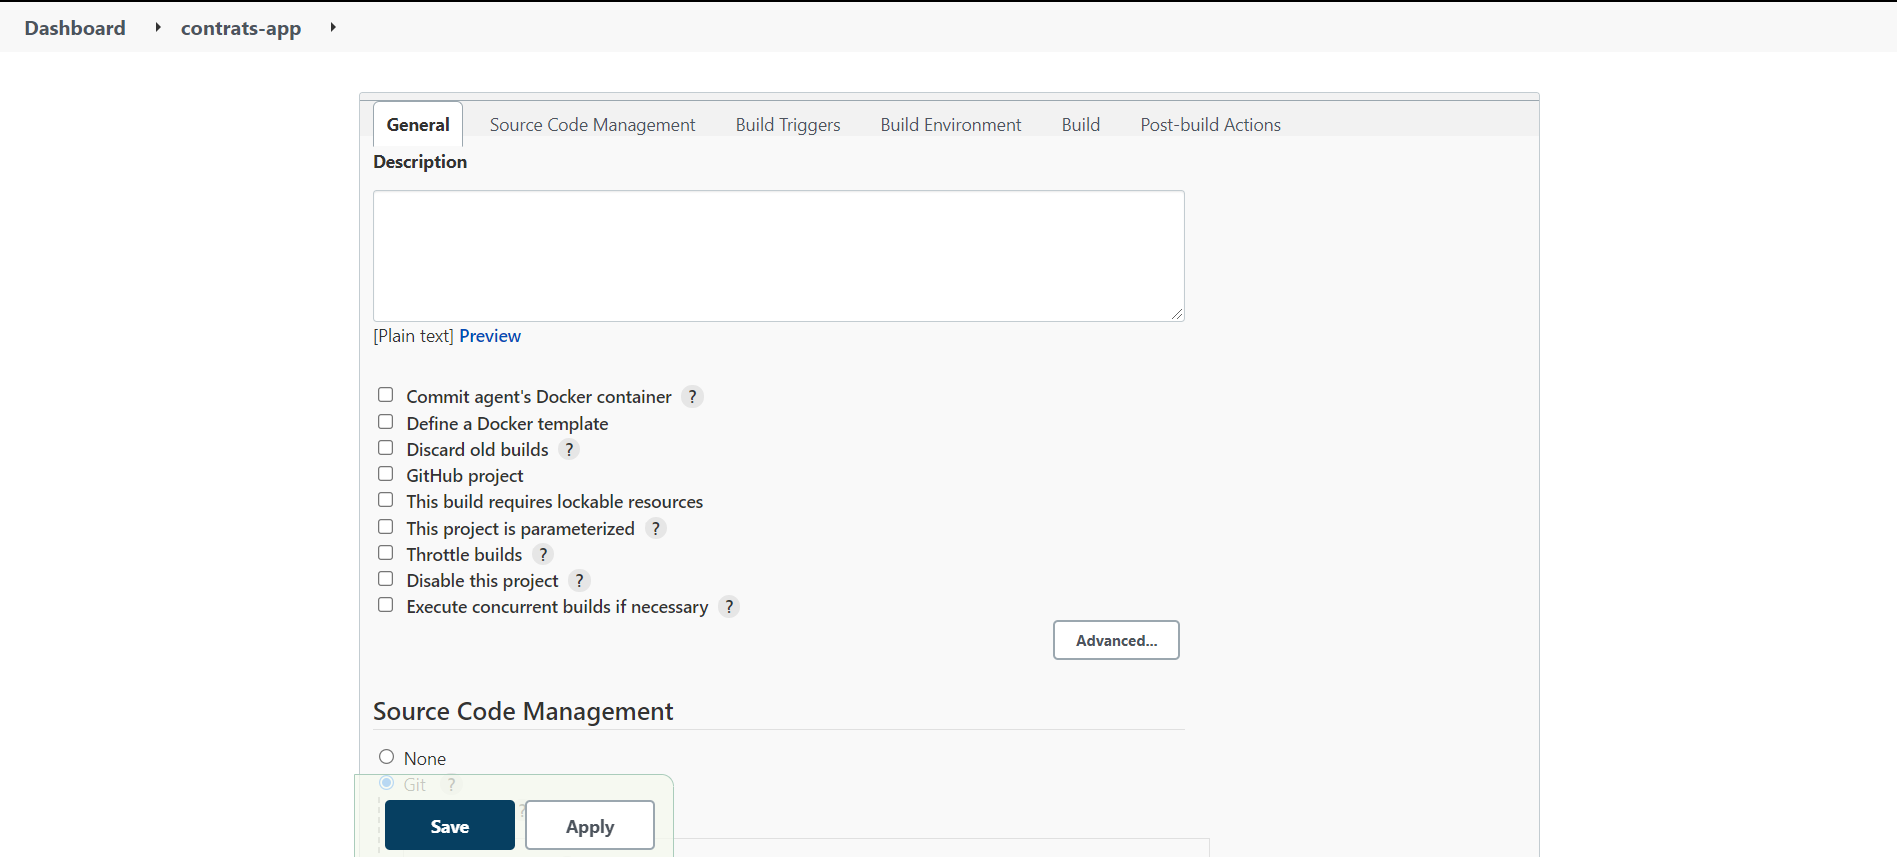 Dashboard contrats-app
General Source Code Management Build Triggers Build Environment Build Post-build Actions
Description
[Plain text] Preview
Commit agent's Docker container ?
Define a Docker template
Discard old builds ?
GitHub project
This build requires lockable resources
This project is parameterized ?
Throttle builds ?
Disable this project ?
Execute concurrent builds if necessary ?
Advanced...
Source Code Management
None
Git ?
?
Save Apply